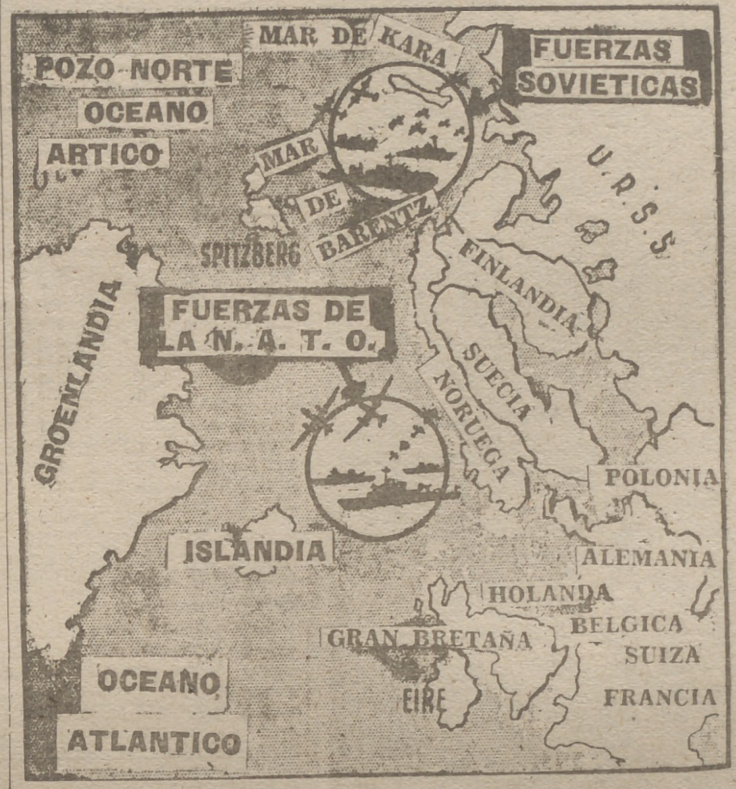 MAR DE KARA
FUERZAS
SOVIETICAS
POZO NORTE
OCEANO
ARTICO
MAR
DE
BARENTZ
SPITZBERG
U.R.S.S
FINLANDIA
FUERZAS DE
LA N. A. T. O.
GROENLANDIA
SUECIA
NORUEGA
POLONIA
ISLANDIA
ALEMANIA
HOLANDA
BELGICA
GRAN BRETAÑA
SUIZA
OCEANO
EIRE
FRANCIA
ATLANTICO